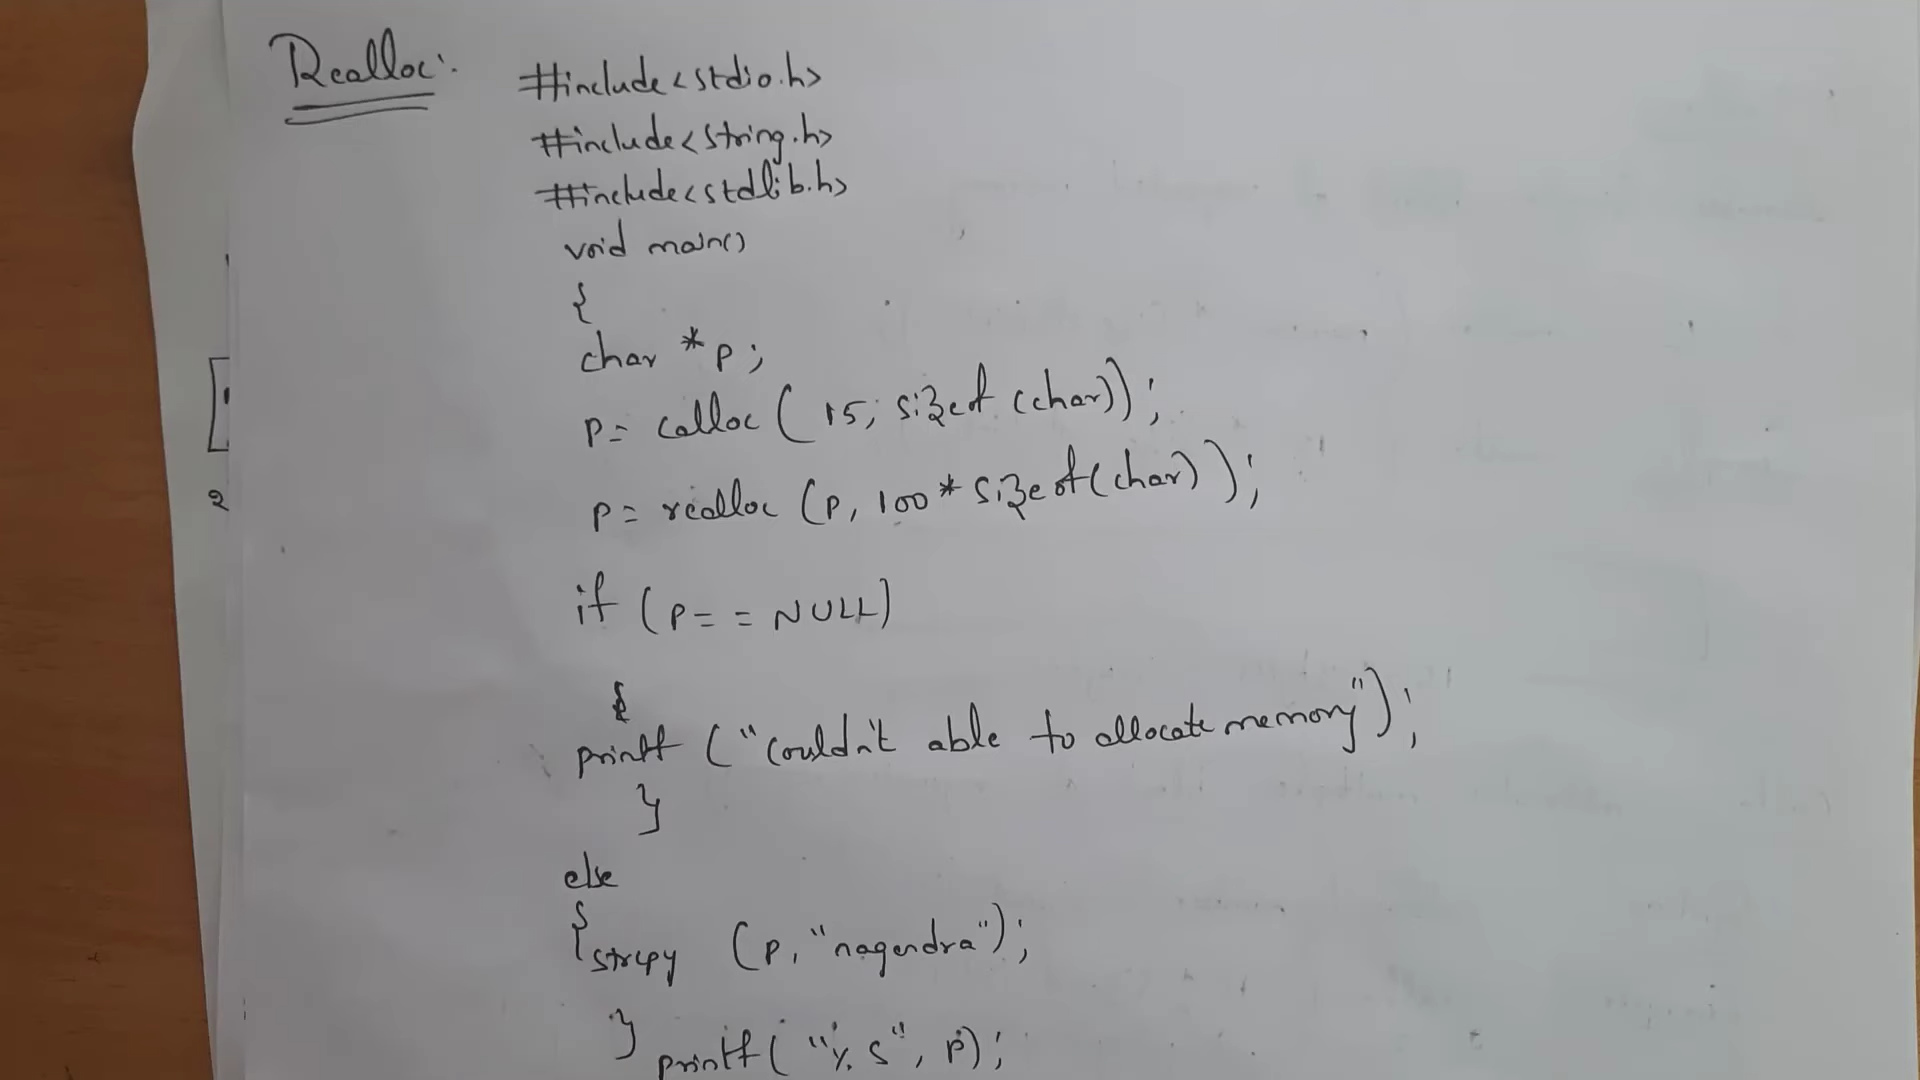 Realloc:
#include<stdio.h>
#include<string.h>
#include<stdlib.h>
void main()
{
char *p;
p= calloc ( 15, sizeof (char));
p= realloc (p, 100 * sizeof(char) );
if (p= = NULL)
{
printf ("couldn't able to allocate memory");
}
else
{ strcpy (p, "nagendra");
} printf( "%s", p);
2